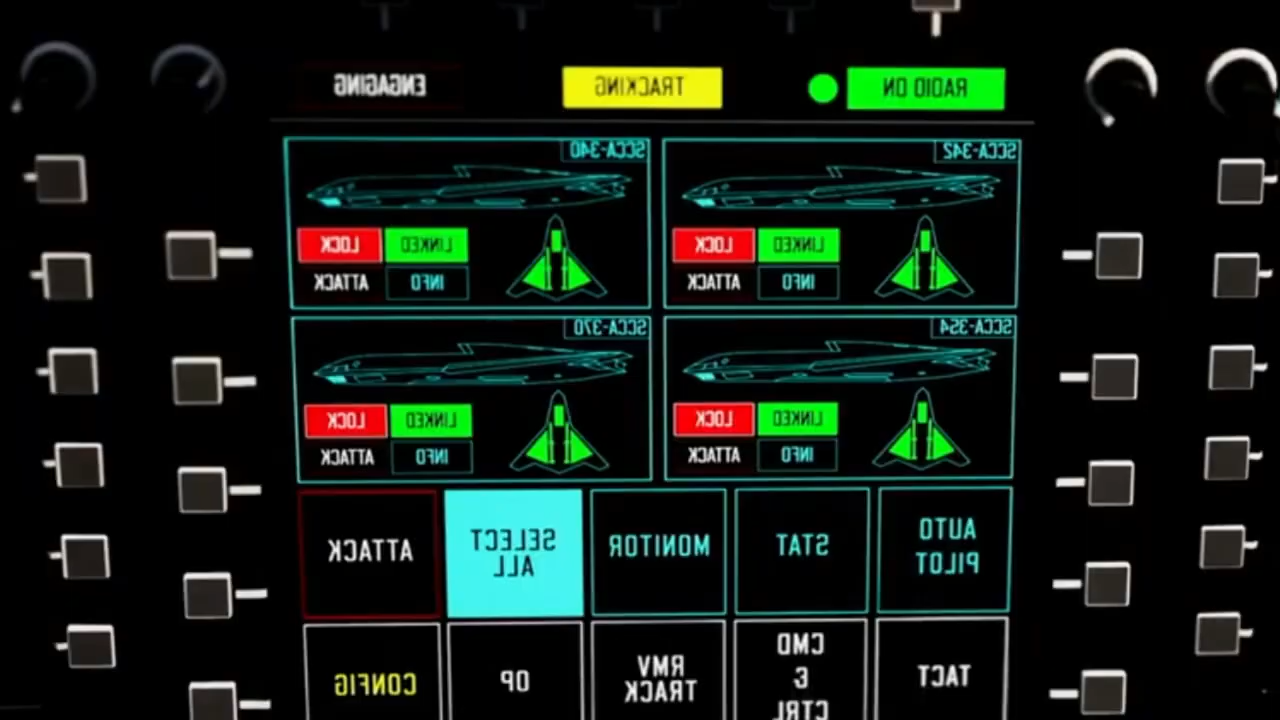 RADIO ON
TRACKING
ENGAGING
SCCA-342
LINKED
LOCK
INFO
ATTACK
SCCA-340
LINKED
LOCK
INFO
ATTACK
SCCA-354
LINKED
LOCK
INFO
ATTACK
SCCA-370
LINKED
LOCK
INFO
ATTACK
AUTO
PILOT
STAT
MONITOR
SELECT
ALL
ATTACK
TACT
CMD
&
CTRL
RMV
TRACK
OP
CONFIG